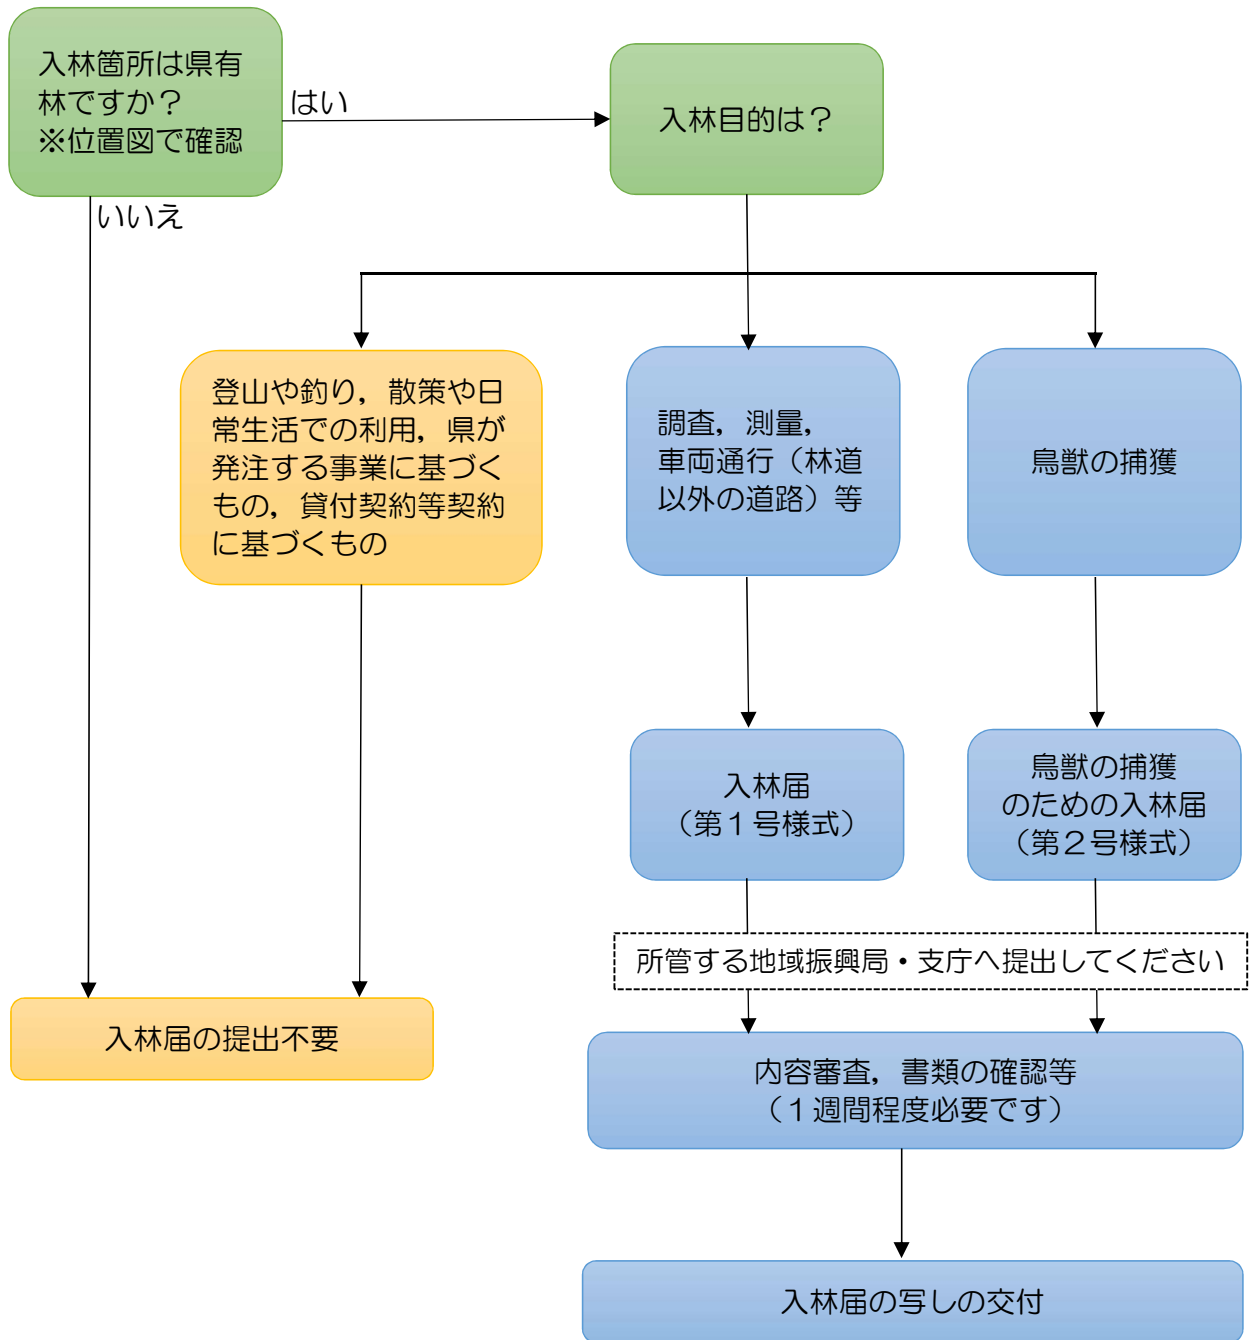 入林箇所は県有
林ですか？
※位置図で確認
はい
入林目的は？
いいえ
登山や釣り，散策や日
常生活での利用，県が
発注する事業に基づく
もの，貸付契約等契約
に基づくもの
調査，測量，
車両通行（林道
以外の道路）等
鳥獣の捕獲
入林届
（第１号様式）
鳥獣の捕獲
のための入林届
（第２号様式）
所管する地域振興局・支庁へ提出してください
入林届の提出不要
内容審査，書類の確認等
（１週間程度必要です）
入林届の写しの交付